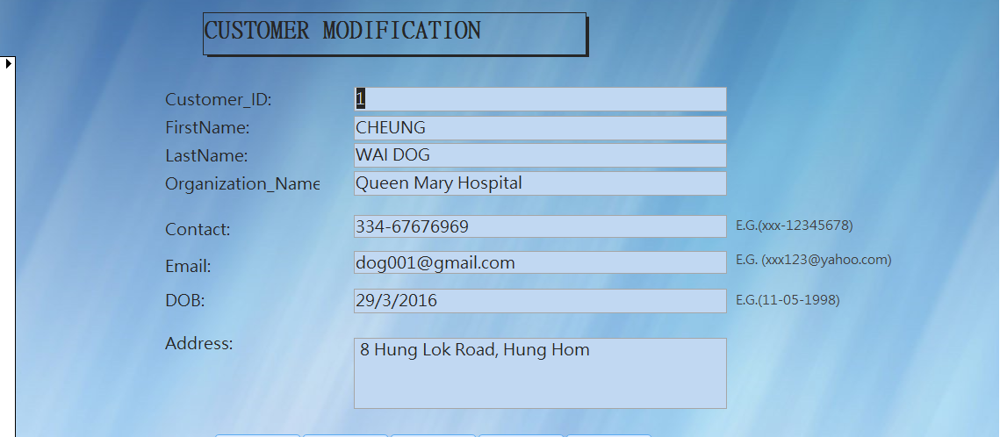 CUSTOMER MODIFICATION
Customer_ID: 1
FirstName: CHEUNG
LastName: WAI DOG
Organization_Name Queen Mary Hospital
Contact: 334-67676969 E.G.(xxx-12345678)
Email: dog001@gmail.com E.G. (xxx123@yahoo.com)
DOB: 29/3/2016 E.G.(11-05-1998)
Address: 8 Hung Lok Road, Hung Hom